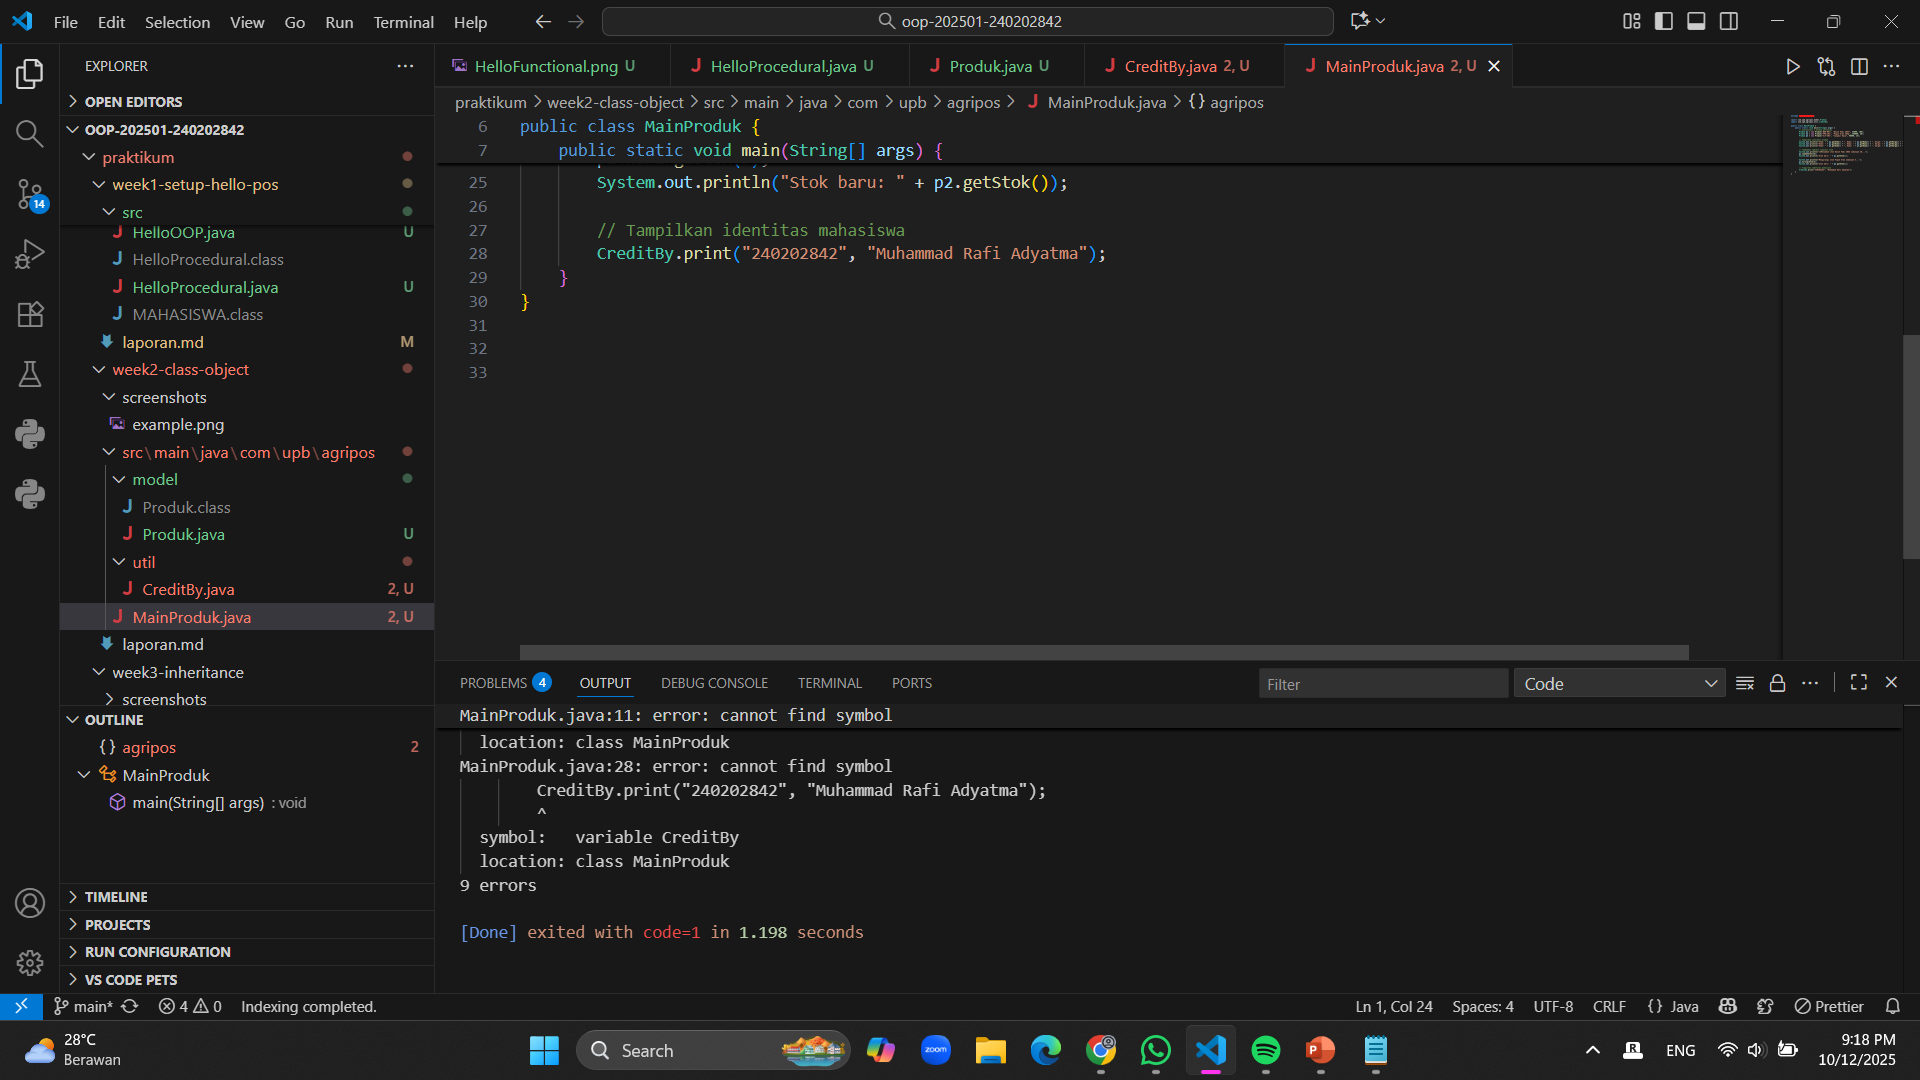 File Edit Selection View Go Run Terminal Help
oop-202501-240202842
EXPLORER
OPEN EDITORS
OOP-202501-240202842
praktikum
week1-setup-hello-pos
src
HelloOOP.java U
HelloProcedural.class
HelloProcedural.java U
MAHASISWA.class
laporan.md M
week2-class-object
screenshots
example.png
src\main\java\com\upb\agripos
model
Produk.class
Produk.java U
util
CreditBy.java 2, U
MainProduk.java 2, U
laporan.md
week3-inheritance
screenshots
OUTLINE
{} agripos 2
MainProduk
main(String[] args) : void
TIMELINE
PROJECTS
RUN CONFIGURATION
VS CODE PETS
14
HelloFunctional.png U
HelloProcedural.java U
Produk.java U
CreditBy.java 2, U
MainProduk.java 2, U
praktikum > week2-class-object > src > main > java > com > upb > agripos > MainProduk.java > {} agripos
6 public class MainProduk {
7 public static void main(String[] args) {
25 System.out.println("Stok baru: " + p2.getStok());
26
27 // Tampilkan identitas mahasiswa
28 CreditBy.print("240202842", "Muhammad Rafi Adyatma");
29 }
30 }
31
32
33
PROBLEMS 4 OUTPUT DEBUG CONSOLE TERMINAL PORTS
Filter
Code
MainProduk.java:11: error: cannot find symbol
location: class MainProduk
MainProduk.java:28: error: cannot find symbol
CreditBy.print("240202842", "Muhammad Rafi Adyatma");
^
symbol: variable CreditBy
location: class MainProduk
9 errors
[Done] exited with code=1 in 1.198 seconds
main* 4 0 Indexing completed.
Ln 1, Col 24 Spaces: 4 UTF-8 CRLF {} Java Prettier
28°C
Berawan
Search
zoom
ENG
9:18 PM
10/12/2025